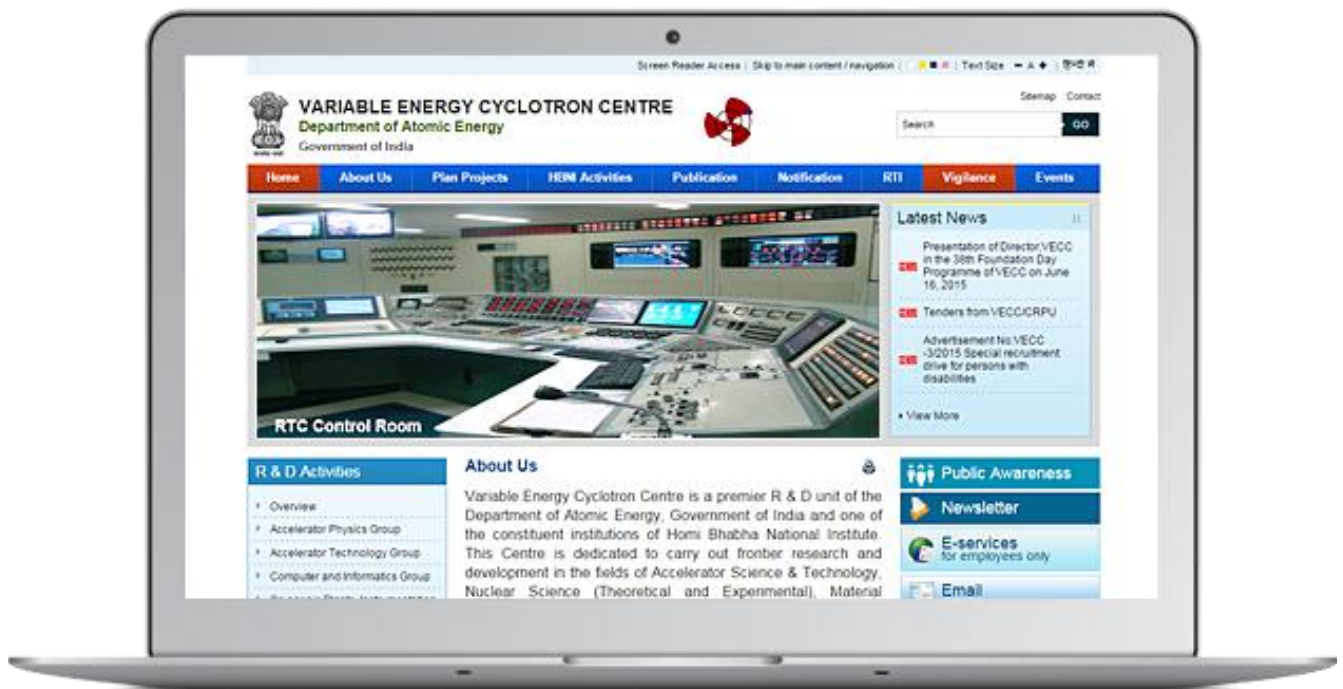 Screen Reader Access | Skip to main content / navigation | | Text Size - A + | हिन्दी में
Sitemap Contact
VARIABLE ENERGY CYCLOTRON CENTRE
Department of Atomic Energy
Government of India
Search GO
Home About Us Plan Projects HBNI Activities Publication Notification RTI Vigilance Events
RTC Control Room
Latest News
Presentation of Director,VECC
in the 38th Foundation Day
Programme of VECC on June
16, 2015
Tenders from VECC/CRPU
Advertisement No:VECC
-3/2015 Special recruitment
drive for persons with
disabilities
View More
R & D Activities
Overview
Accelerator Physics Group
Accelerator Technology Group
Computer and Informatics Group
About Us
Variable Energy Cyclotron Centre is a premier R & D unit of the
Department of Atomic Energy, Government of India and one of
the constituent institutions of Homi Bhabha National Institute.
This Centre is dedicated to carry out frontier research and
development in the fields of Accelerator Science & Technology,
Nuclear Science (Theoretical and Experimental), Material
Public Awareness
Newsletter
E-services
for employees only
Email